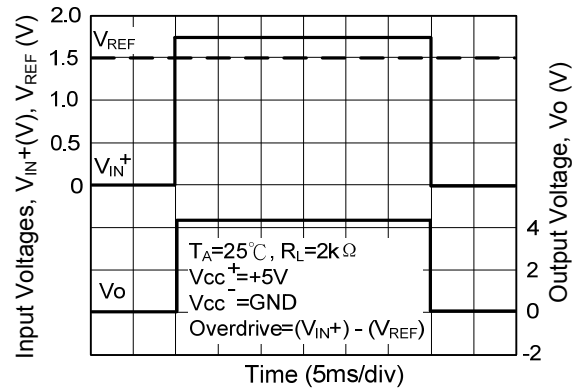 Input Voltages, VIN+(V), VREF (V)
2.0
1.5
1.0
0.5
0
VREF
VIN+
Vo
TA=25℃, RL=2kΩ
Vcc+=+5V
Vcc-=GND
Overdrive=(VIN+) - (VREF)
4
2
0
-2
Output Voltage, Vo (V)
Time (5ms/div)